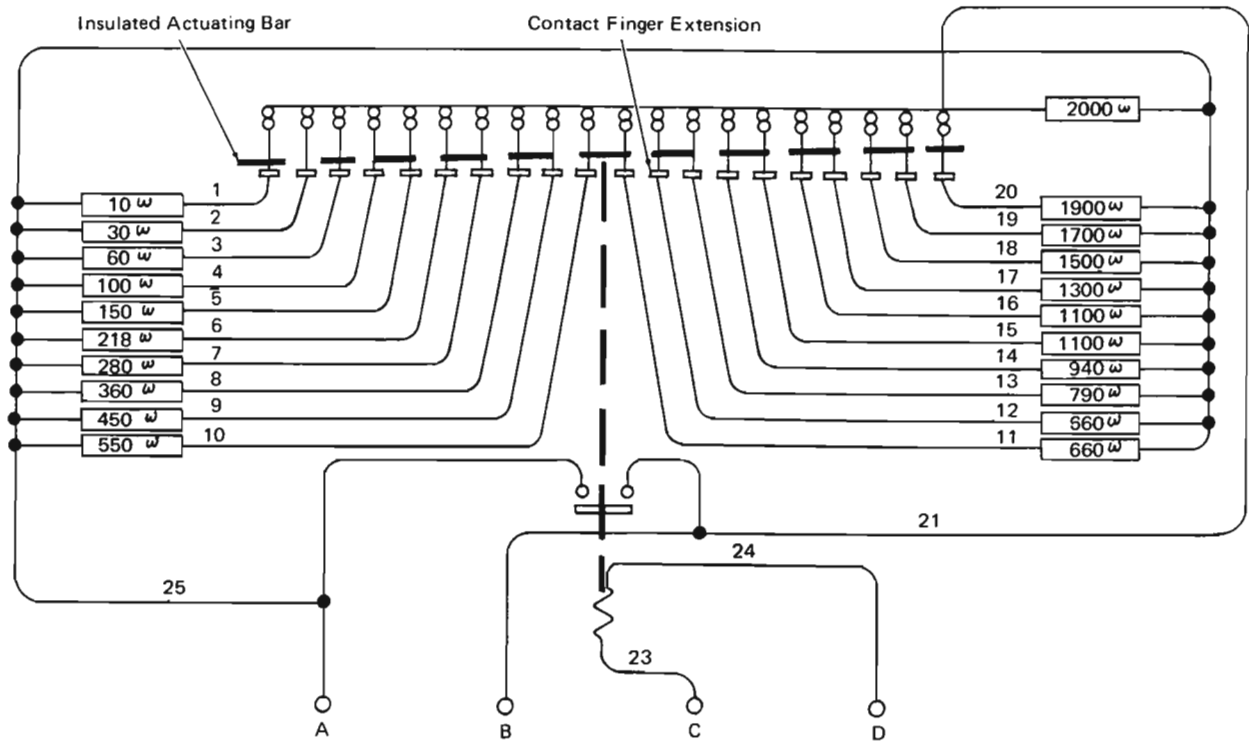 Insulated Actuating Bar
Contact Finger Extension
2000 ω
1
10 ω
2
30 ω
3
60 ω
4
100 ω
5
150 ω
6
218 ω
7
280 ω
8
360 ω
9
450 ω
10
550 ω
20
1900 ω
19
1700 ω
18
1500 ω
17
1300 ω
16
1100 ω
15
1100 ω
14
940 ω
13
790 ω
12
660 ω
11
660 ω
21
24
25
23
A
B
C
D